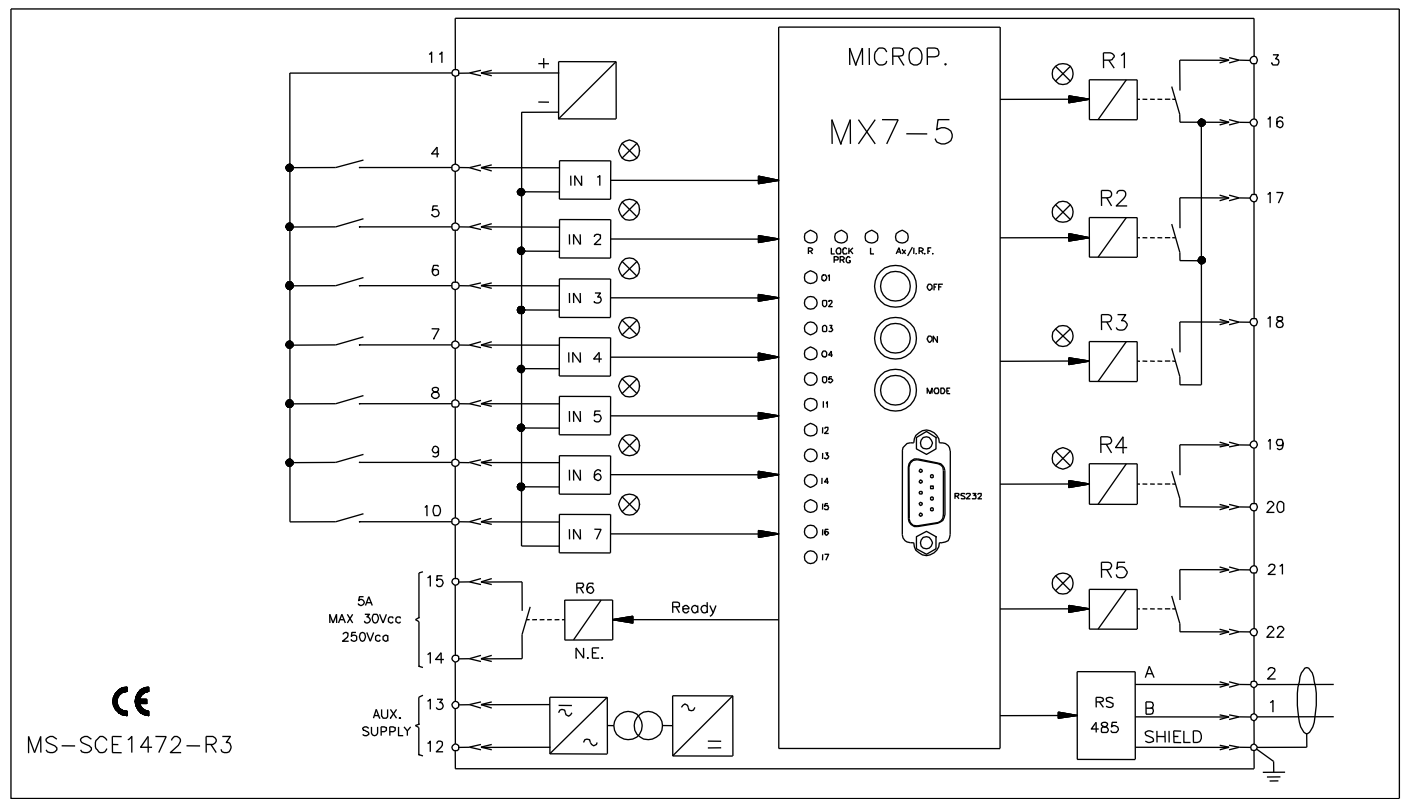 11
+
−
4
IN 1
5
IN 2
6
IN 3
7
IN 4
8
IN 5
9
IN 6
10
IN 7
15
5A
MAX 30Vcc
250Vca
14
R6
N.E.
Ready
13
AUX.
SUPPLY
12
CE
MS-SCE1472-R3
MICROP.
MX7-5
R
LOCK
PRG
L
Ax/I.R.F.
O1
O2
O3
O4
O5
I1
I2
I3
I4
I5
I6
I7
OFF
ON
MODE
RS232
R1
3
16
R2
17
R3
18
R4
19
20
R5
21
22
RS
485
A
2
B
1
SHIELD